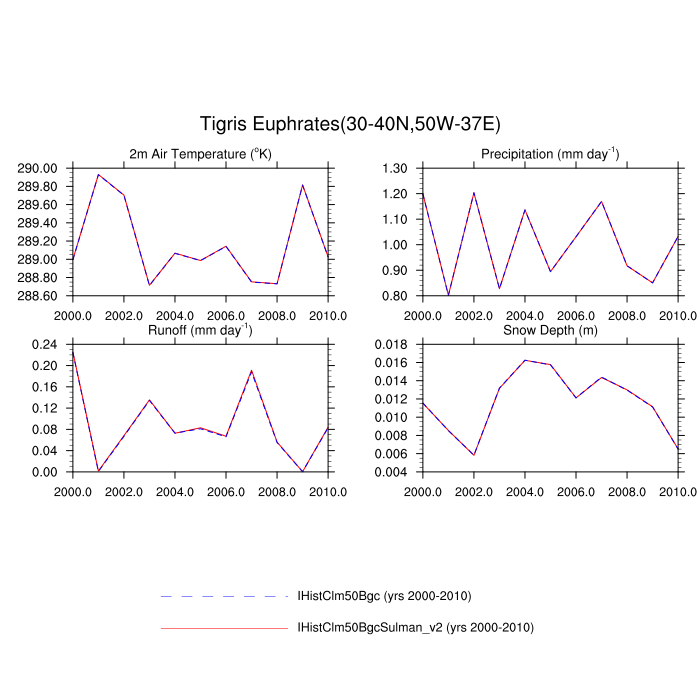 Tigris Euphrates(30-40N,50W-37E)
2m Air Temperature (°K)
290.00
289.80
289.60
289.40
289.20
289.00
288.80
288.60
2000.0 2002.0 2004.0 2006.0 2008.0 2010.0
Precipitation (mm day⁻¹)
1.30
1.20
1.10
1.00
0.90
0.80
2000.0 2002.0 2004.0 2006.0 2008.0 2010.0
Runoff (mm day⁻¹)
0.24
0.20
0.16
0.12
0.08
0.04
0.00
2000.0 2002.0 2004.0 2006.0 2008.0 2010.0
Snow Depth (m)
0.018
0.016
0.014
0.012
0.010
0.008
0.006
0.004
2000.0 2002.0 2004.0 2006.0 2008.0 2010.0
IHistClm50Bgc (yrs 2000-2010)
IHistClm50BgcSulman_v2 (yrs 2000-2010)